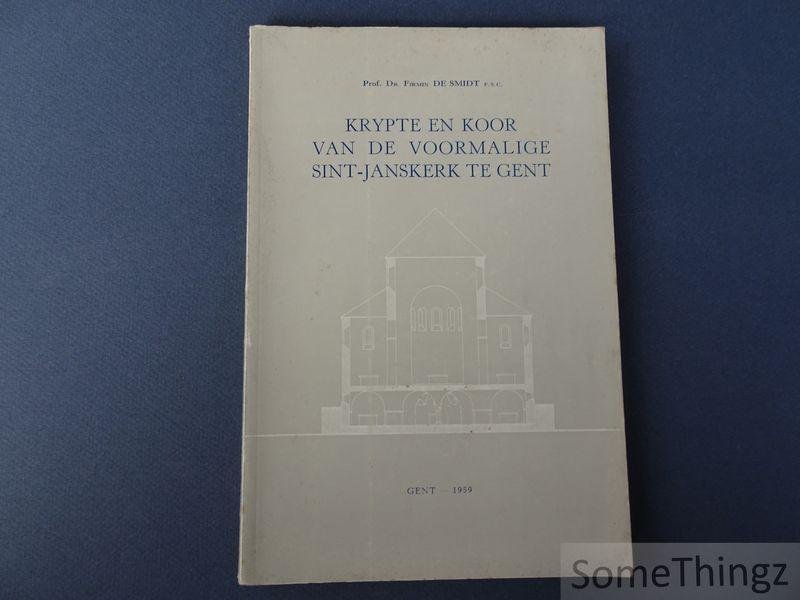 Prof. Dr. Firmin DE SMIDT F.S.C.
KRYPTE EN KOOR
VAN DE VOORMALIGE
SINT-JANSKERK TE GENT
GENT — 1959
SomeThingz